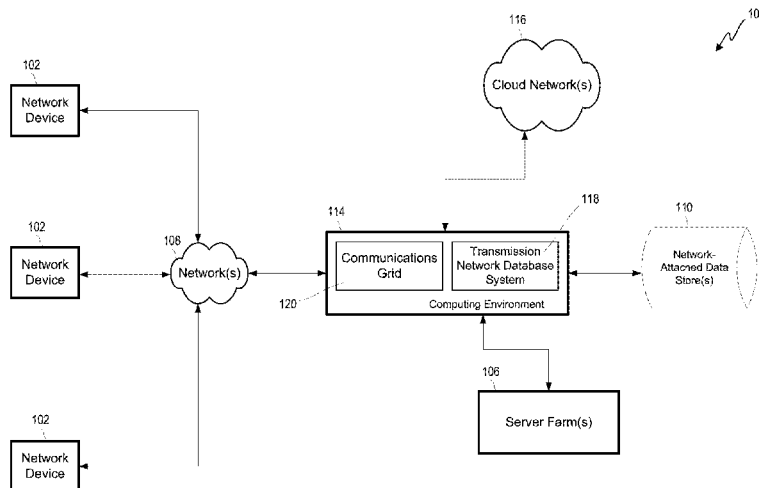 10
116
Cloud Network(s)
102
Network
Device
102
Network
Device
108
Network(s)
114
118
Communications
Grid
Transmission
Network Database
System
120
Computing Environment
110
Network-
Attached Data
Store(s)
106
Server Farm(s)
102
Network
Device